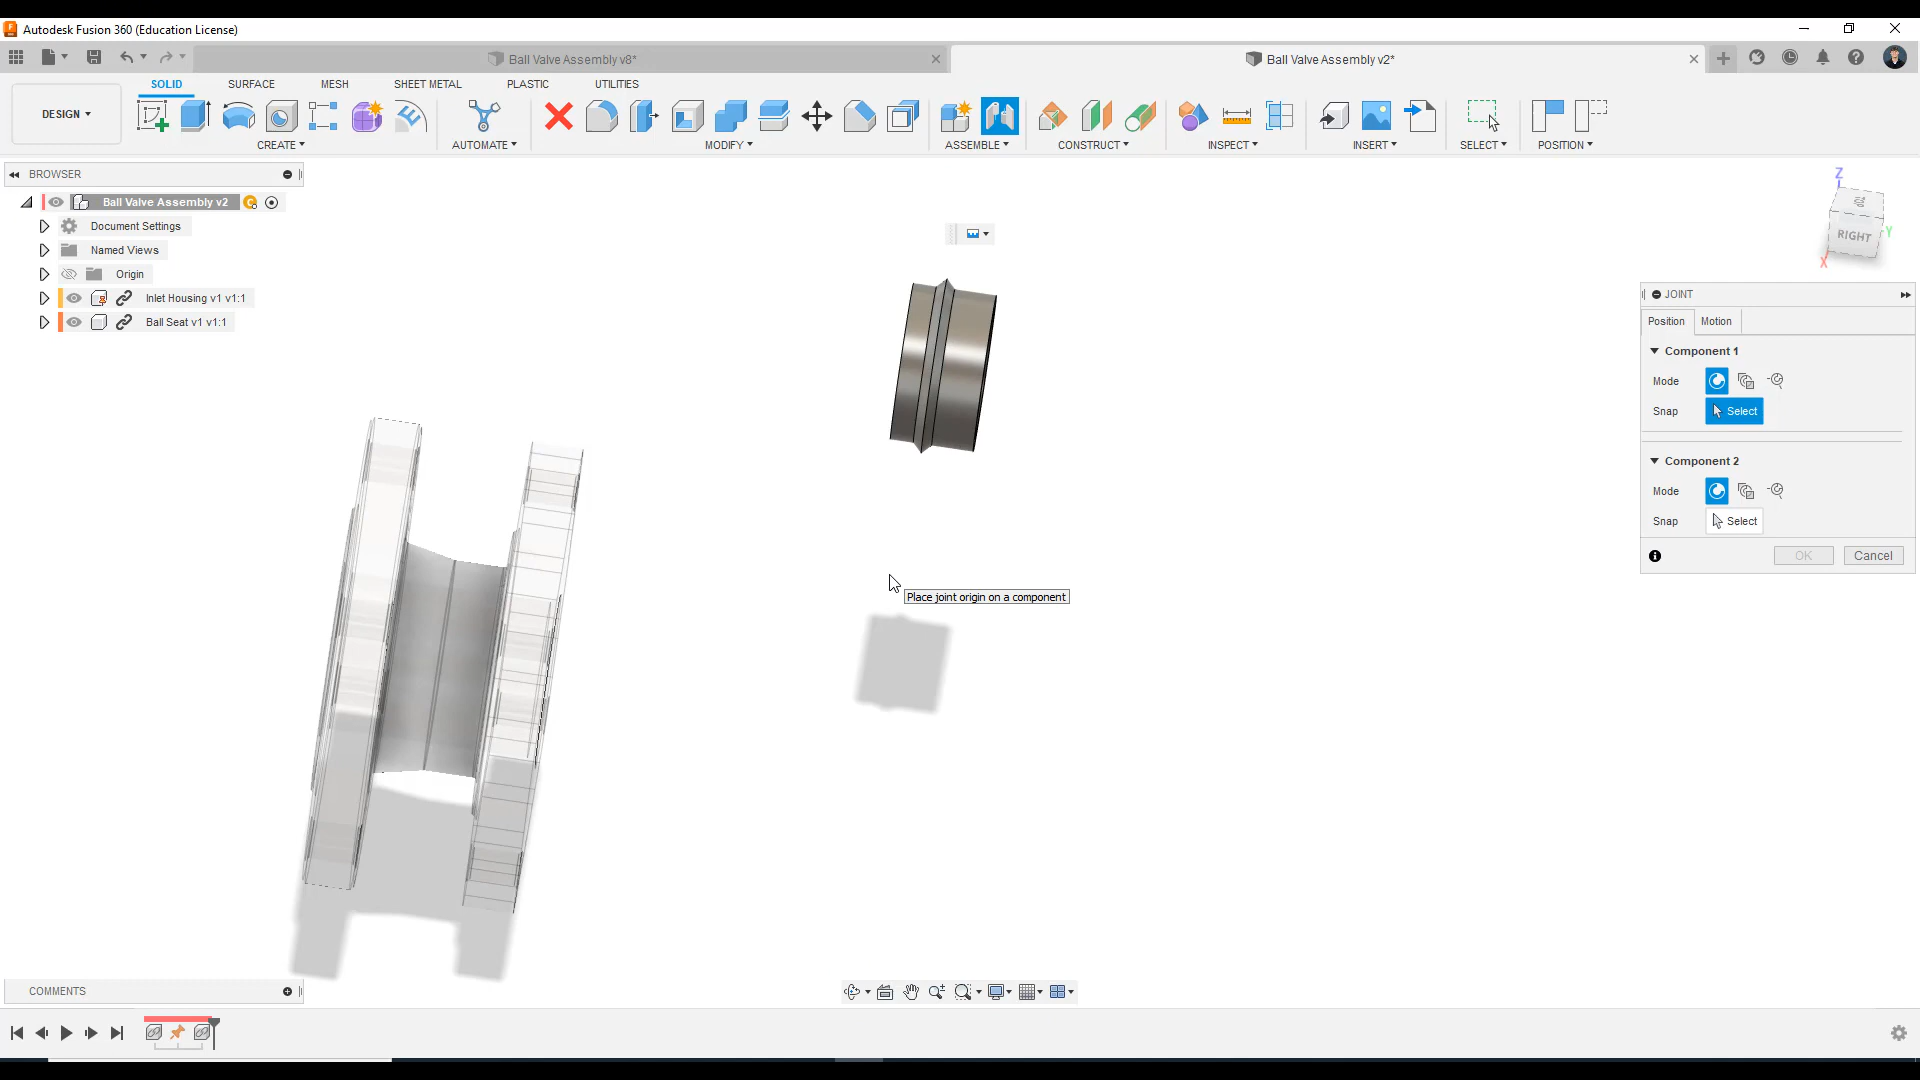 Autodesk Fusion 360 (Education License)
Ball Valve Assembly v8*
Ball Valve Assembly v2*
SOLID SURFACE MESH SHEET METAL PLASTIC UTILITIES
DESIGN
CREATE AUTOMATE MODIFY ASSEMBLE CONSTRUCT INSPECT INSERT SELECT POSITION
BROWSER
Ball Valve Assembly v2
Document Settings
Named Views
Origin
Inlet Housing v1 v1:1
Ball Seat v1 v1:1
Z
TOP
RIGHT
Y
X
JOINT
Position Motion
Component 1
Mode
Snap Select
Component 2
Mode
Snap Select
OK Cancel
Place joint origin on a component
COMMENTS